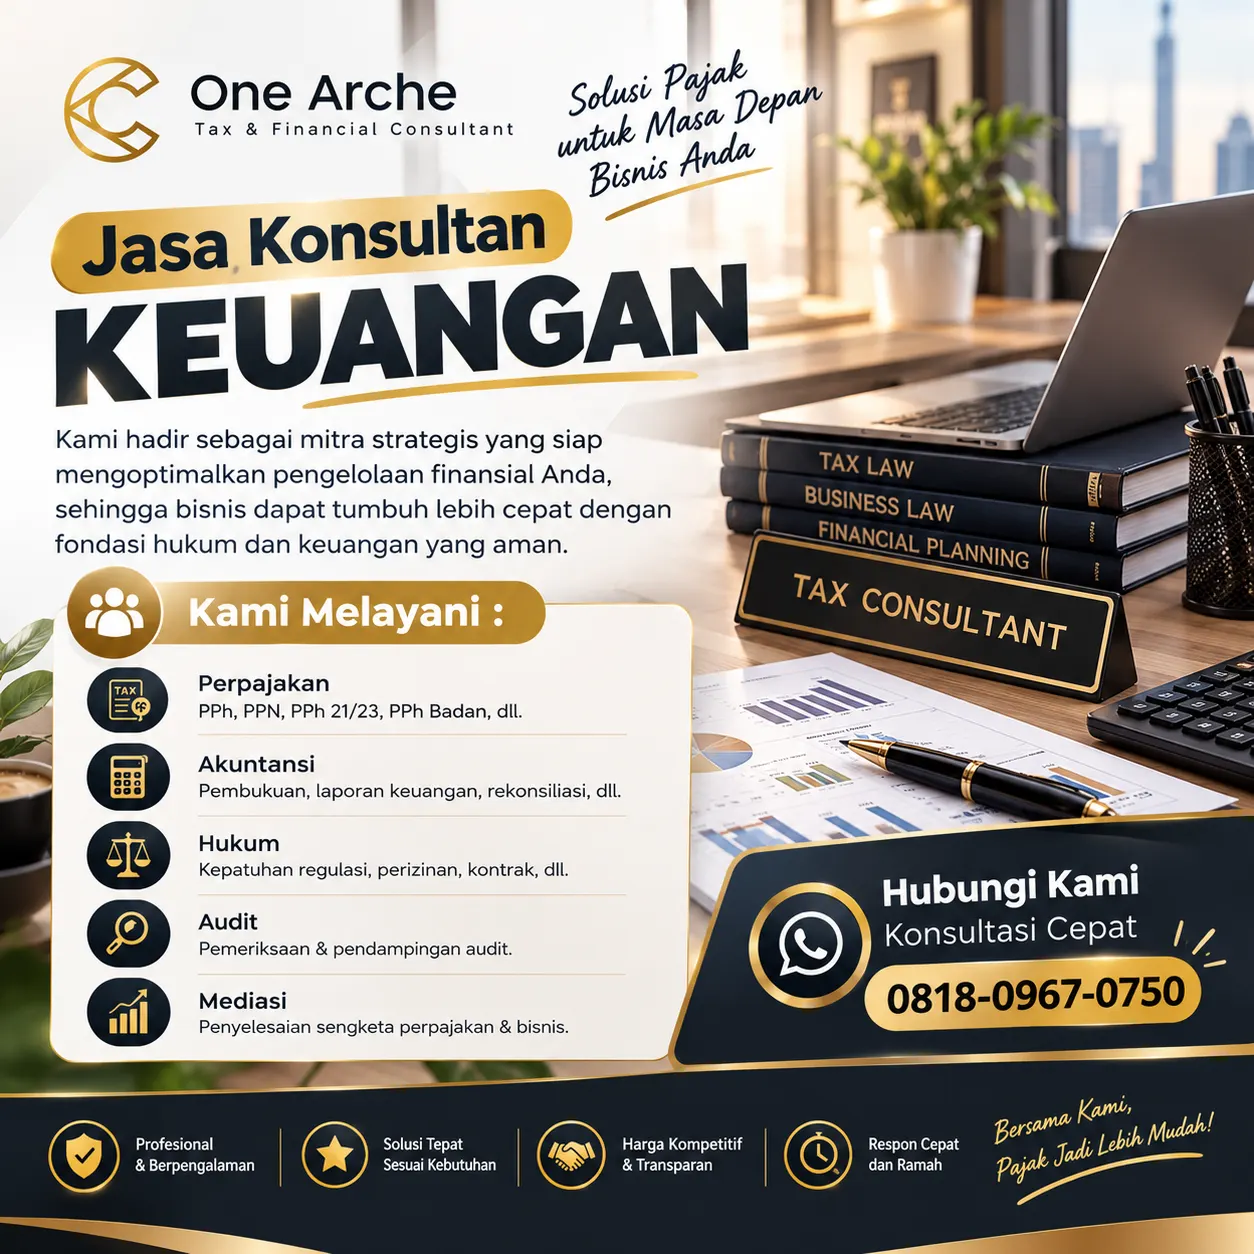 One Arche
Tax & Financial Consultant
Solusi Pajak
untuk Masa Depan
Bisnis Anda
Jasa Konsultan
KEUANGAN
Kami hadir sebagai mitra strategis yang siap
mengoptimalkan pengelolaan finansial Anda,
sehingga bisnis dapat tumbuh lebih cepat dengan
fondasi hukum dan keuangan yang aman.
TAX LAW
BUSINESS LAW
FINANCIAL PLANNING
TAX CONSULTANT
Kami Melayani :
TAX
Perpajakan
PPh, PPN, PPh 21/23, PPh Badan, dll.
Akuntansi
Pembukuan, laporan keuangan, rekonsiliasi, dll.
Hukum
Kepatuhan regulasi, perizinan, kontrak, dll.
Audit
Pemeriksaan & pendampingan audit.
Mediasi
Penyelesaian sengketa perpajakan & bisnis.
Hubungi Kami
Konsultasi Cepat
0818-0967-0750
Profesional
& Berpengalaman
Solusi Tepat
Sesuai Kebutuhan
Harga Kompetitif
& Transparan
Respon Cepat
dan Ramah
Bersama Kami,
Pajak Jadi Lebih Mudah!